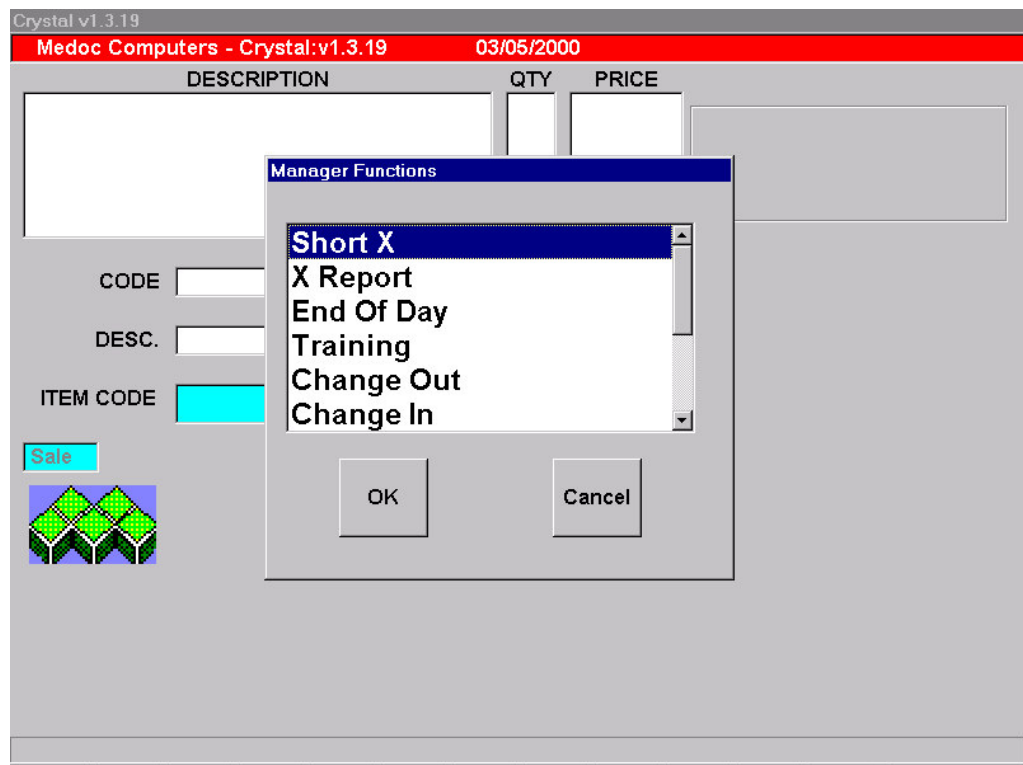 Crystal v1.3.19
Medoc Computers - Crystal:v1.3.19 03/05/2000
DESCRIPTION QTY PRICE
Manager Functions
Short X
X Report
End Of Day
Training
Change Out
Change In
CODE
DESC.
ITEM CODE
Sale
OK Cancel